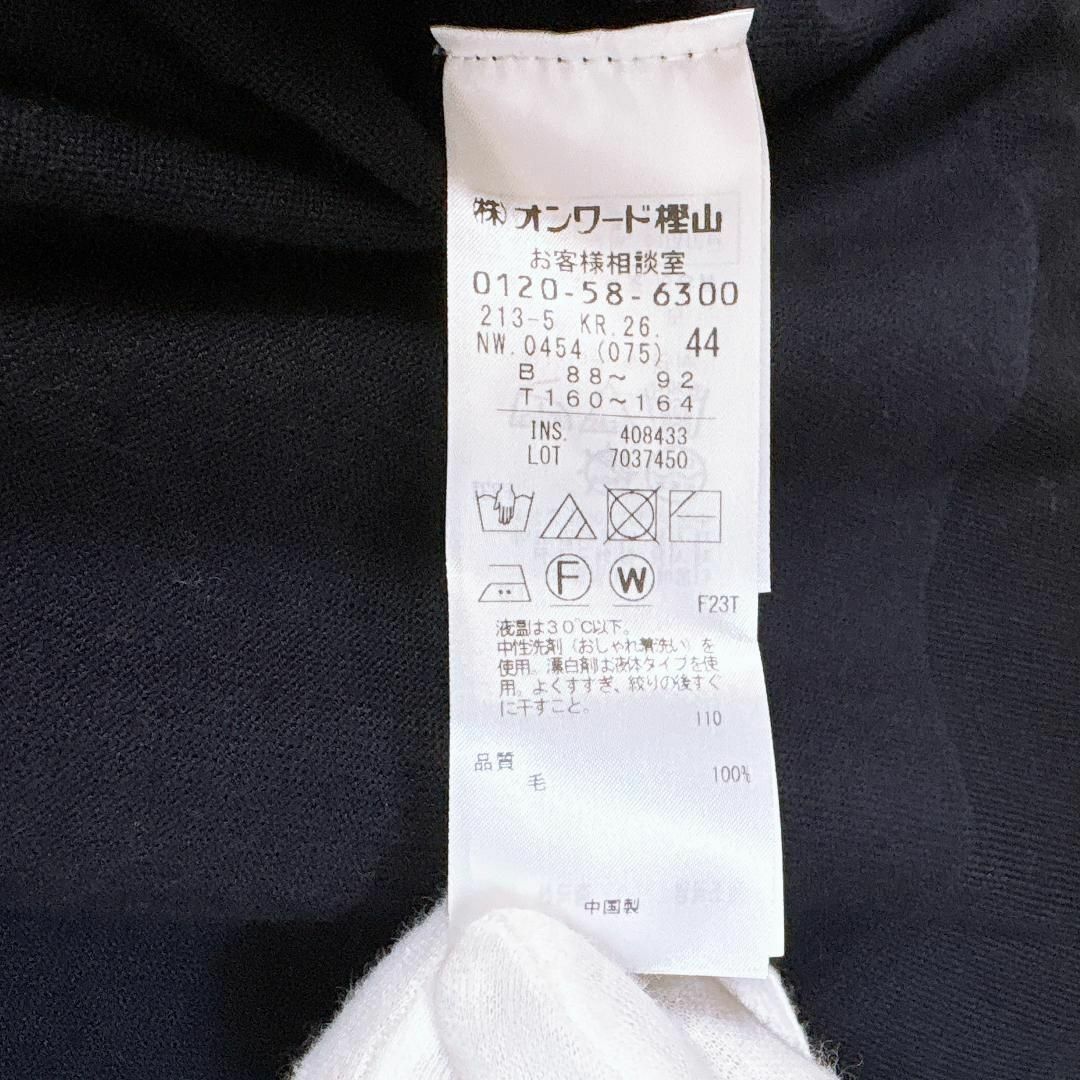 (株)オンワード樫山
お客様相談室
0120-58-6300
213-5 KR.26.
NW.0454(075) 44
B 88~ 92
T160~164
INS. 408433
LOT 7037450
F W
F23T
液温は30℃以下。
中性洗剤(おしゃれ着洗い)を
使用。漂白剤は液体タイプを使
用。よくすすぎ、絞りの後すぐ
に干すこと。
110
品質
毛 100%
中国製